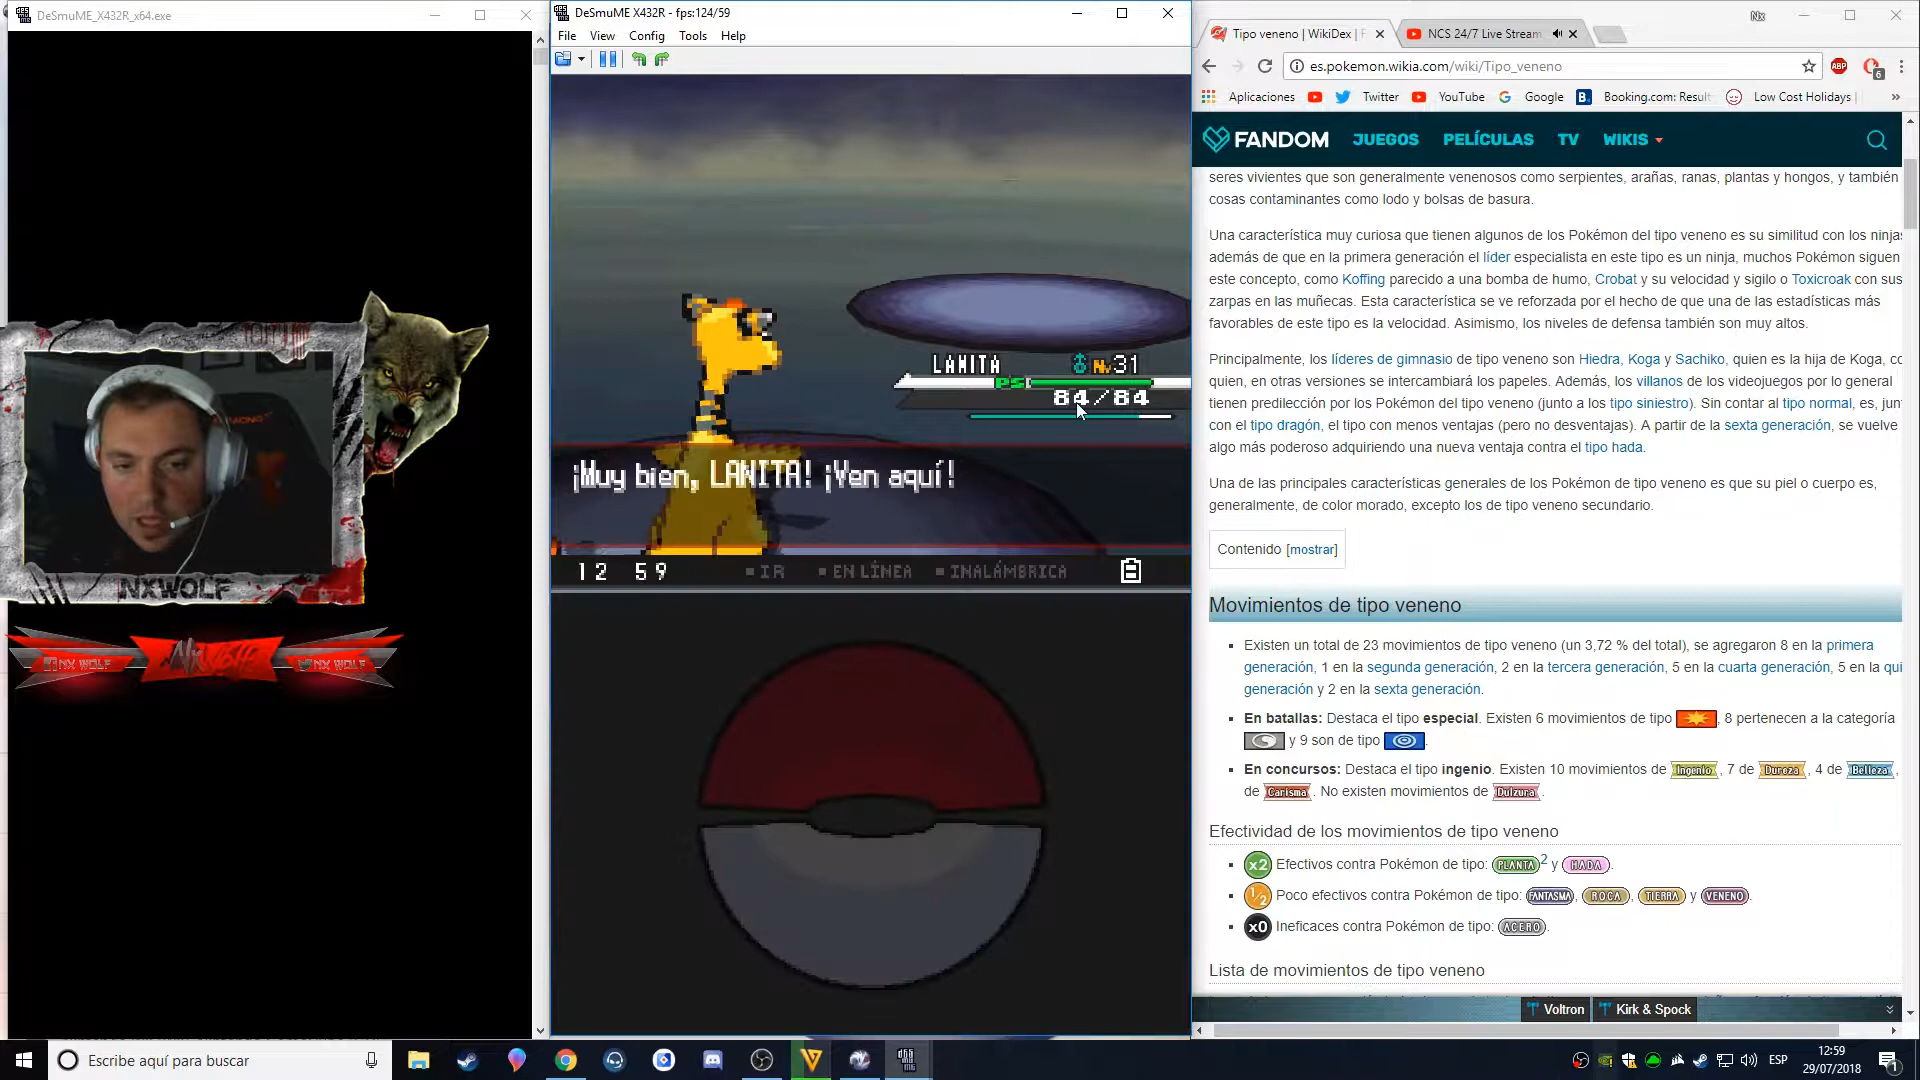 DeSmuME_X432R_x64.exe
NXWOLF
NX WOLF
NxWolf
NX WOLF
DeSmuME X432R - fps:124/59
File View Config Tools Help
LANITA
Nv31
PS
84/84
¡Muy bien, LANITA! ¡Ven aquí!
12 59
IR
EN LÍNEA
INALÁMBRICA
Nx
Tipo veneno | WikiDex | F
NCS 24/7 Live Stream
es.pokemon.wikia.com/wiki/Tipo_veneno
ABP
6
Aplicaciones
Twitter
YouTube
Google
Booking.com: Result
Low Cost Holidays |
»
FANDOM
JUEGOS
PELÍCULAS
TV
WIKIS
seres vivientes que son generalmente venenosos como serpientes, arañas, ranas, plantas y hongos, y también
cosas contaminantes como lodo y bolsas de basura.
Una característica muy curiosa que tienen algunos de los Pokémon del tipo veneno es su similitud con los ninjas
además de que en la primera generación el líder especialista en este tipo es un ninja, muchos Pokémon siguen
este concepto, como Koffing parecido a una bomba de humo, Crobat y su velocidad y sigilo o Toxicroak con sus
zarpas en las muñecas. Esta característica se ve reforzada por el hecho de que una de las estadísticas más
favorables de este tipo es la velocidad. Asimismo, los niveles de defensa también son muy altos.
Principalmente, los líderes de gimnasio de tipo veneno son Hiedra, Koga y Sachiko, quien es la hija de Koga, co
quien, en otras versiones se intercambiará los papeles. Además, los villanos de los videojuegos por lo general
tienen predilección por los Pokémon del tipo veneno (junto a los tipo siniestro). Sin contar al tipo normal, es, junt
con el tipo dragón, el tipo con menos ventajas (pero no desventajas). A partir de la sexta generación, se vuelve
algo más poderoso adquiriendo una nueva ventaja contra el tipo hada.
Una de las principales características generales de los Pokémon de tipo veneno es que su piel o cuerpo es,
generalmente, de color morado, excepto los de tipo veneno secundario.
Contenido [mostrar]
Movimientos de tipo veneno
Existen un total de 23 movimientos de tipo veneno (un 3,72 % del total), se agregaron 8 en la primera
generación, 1 en la segunda generación, 2 en la tercera generación, 5 en la cuarta generación, 5 en la qui
generación y 2 en la sexta generación.
En batallas: Destaca el tipo especial. Existen 6 movimientos de tipo , 8 pertenecen a la categoría
y 9 son de tipo .
En concursos: Destaca el tipo ingenio. Existen 10 movimientos de Ingenio, 7 de Dureza, 4 de Belleza,
de Carisma. No existen movimientos de Dulzura.
Efectividad de los movimientos de tipo veneno
x2 Efectivos contra Pokémon de tipo: PLANTA2 y HADA.
1/2 Poco efectivos contra Pokémon de tipo: FANTASMA, ROCA, TIERRA y VENENO.
x0 Ineficaces contra Pokémon de tipo: ACERO.
Lista de movimientos de tipo veneno
Voltron
Kirk & Spock
Escribe aquí para buscar
ESP
12:59
29/07/2018
1